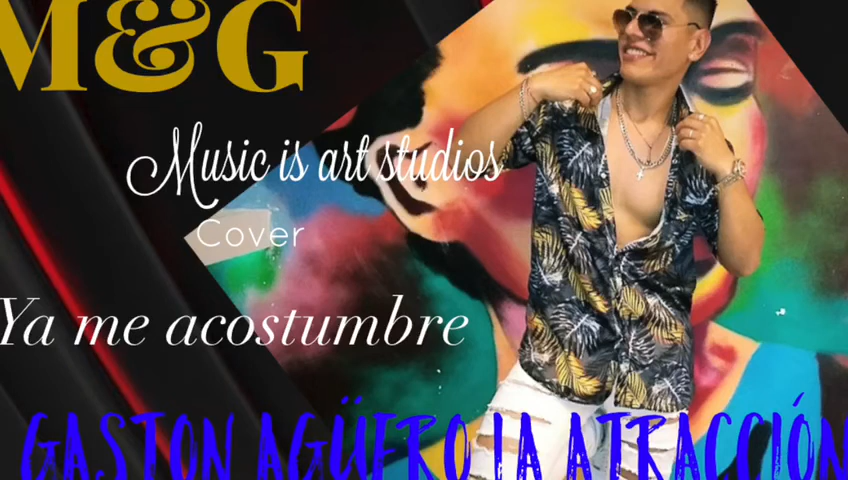 M&G
Music is art studios
Cover
Ya me acostumbre
GASTON AGÜERO LA ATRACCIÓN